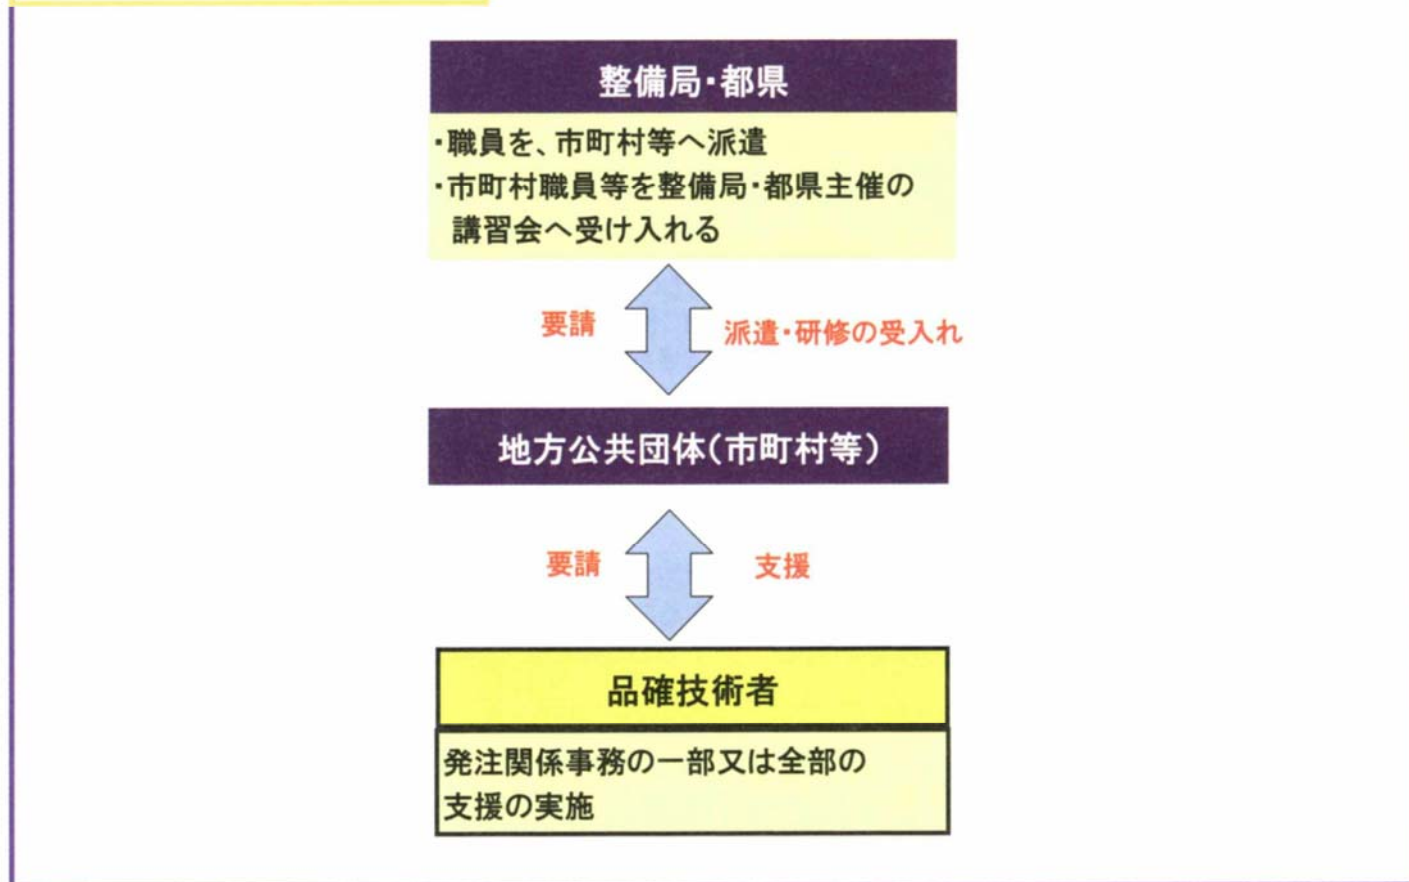 整備局・都県
・職員を、市町村等へ派遣
・市町村職員等を整備局・都県主催の
講習会へ受け入れる
要請
派遣・研修の受入れ
地方公共団体(市町村等)
要請
支援
品確技術者
発注関係事務の一部又は全部の
支援の実施